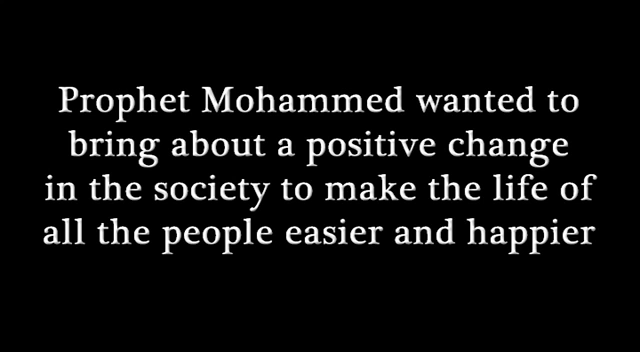 Prophet Mohammed wanted to
bring about a positive change
in the society to make the life of
all the people easier and happier